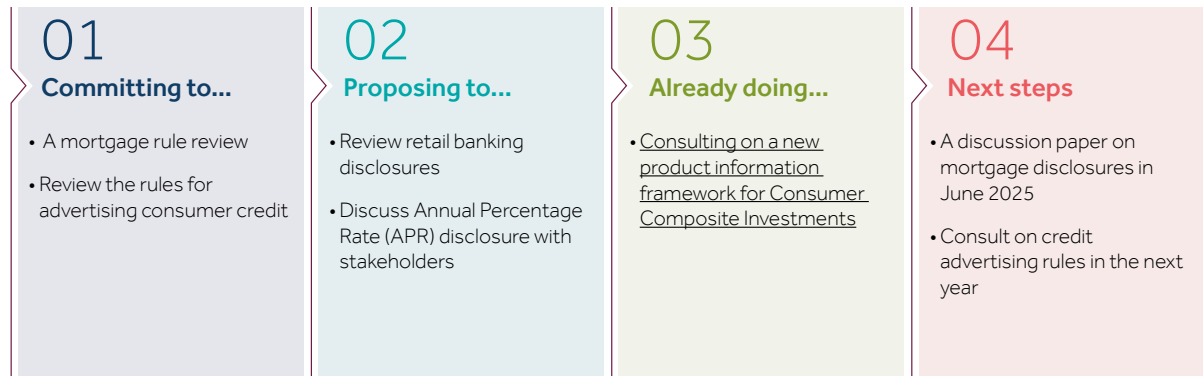 01
Committing to...
• A mortgage rule review
• Review the rules for
advertising consumer credit
02
Proposing to...
• Review retail banking
disclosures
• Discuss Annual Percentage
Rate (APR) disclosure with
stakeholders
03
Already doing...
• Consulting on a new
product information
framework for Consumer
Composite Investments
04
Next steps
• A discussion paper on
mortgage disclosures in
June 2025
• Consult on credit
advertising rules in the next
year